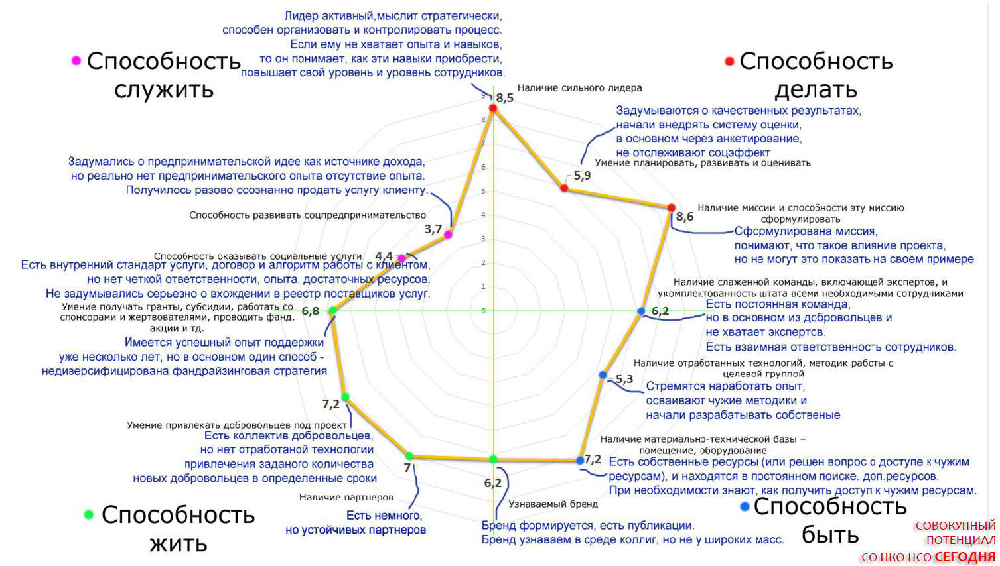 Лидер активный,мыслит стратегически,
способен организовать и контролировать процесс.
Если ему не хватает опыта и навыков,
то он понимает, как эти навыки приобрести,
повышает свой уровень и уровень сотрудников.
Способность
служить
Способность
делать
Наличие сильного лидера
8,5
Задумываются о качественных результатах,
начали внедрять систему оценки,
в основном через анкетирование,
не отслеживают соцэффект
Умение планировать, развивать и оценивать
5,9
9
8
7
6
5
4
3
2
1
0
Задумались о предпринимательской идее как источнике дохода,
но реально нет предпринимательского опыта отсутствие опыта.
Получилось разово осознанно продать услугу клиенту.
Способность развивать соцпредпринимательство
3,7
Наличие миссии и способности эту миссию
сформулировать
8,6
Сформулирована миссия,
понимают, что такое влияние проекта,
но не могут это показать на своем примере
Способность оказывать социальные услуги
4,4
Есть внутренний стандарт услуги, договор и алгоритм работы с клиентом,
но нет четкой ответственности, опыта, достаточных ресурсов.
Не задумывались серьезно о вхождении в реестр поставщиков услуг.
Наличие слаженной команды, включающей экспертов, и
укомплектованность штата всеми необходимыми сотрудниками
6,2
Есть постоянная команда,
но в основном из добровольцев и
не хватает экспертов.
Есть взаимная ответственность сотрудников.
Умение получать гранты, субсидии, работать со
спонсорами и жертвователями, проводить фанд.
акции и тд.
6,8
Имеется успешный опыт поддержки
уже несколько лет, но в основном один способ -
недиверсифицирована фандрайзинговая стратегия
Наличие отработанных технологий, методик работы с
целевой группой
5,3
Стремятся наработать опыт,
осваивают чужие методики и
начали разрабатывать собственые
7,2
Умение привлекать добровольцев под проект
Есть коллектив добровольцев,
но нет отработаной технологии
привлечения заданого количества
новых добровольцев в определенные сроки
Наличие материально-технической базы –
помещение, оборудование
7,2
Есть собственные ресурсы (или решен вопрос о доступе к чужим
ресурсам), и находятся в постоянном поиске. доп.ресурсов.
При необходимости знают, как получить доступ к чужим ресурсам.
7
Наличие партнеров
Есть немного,
но устойчивых партнеров
6,2
Узнаваемый бренд
Бренд формируется, есть публикации.
Бренд узнаваем в среде коллиг, но не у широких масс.
Способность
жить
Способность
быть
СОВОКУПНЫЙ
ПОТЕНЦИАЛ
СО НКО НСО СЕГОДНЯ